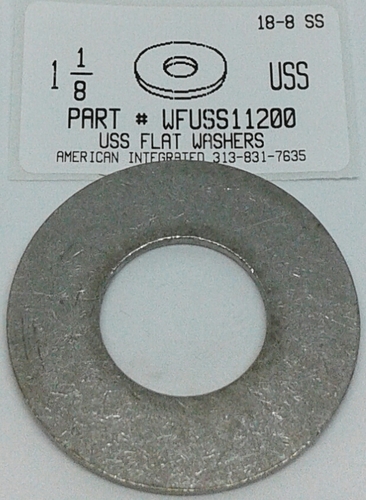 18-8 SS
1 1/8 USS
PART # WFUSS11200
USS FLAT WASHERS
AMERICAN INTEGRATED 313-831-7635